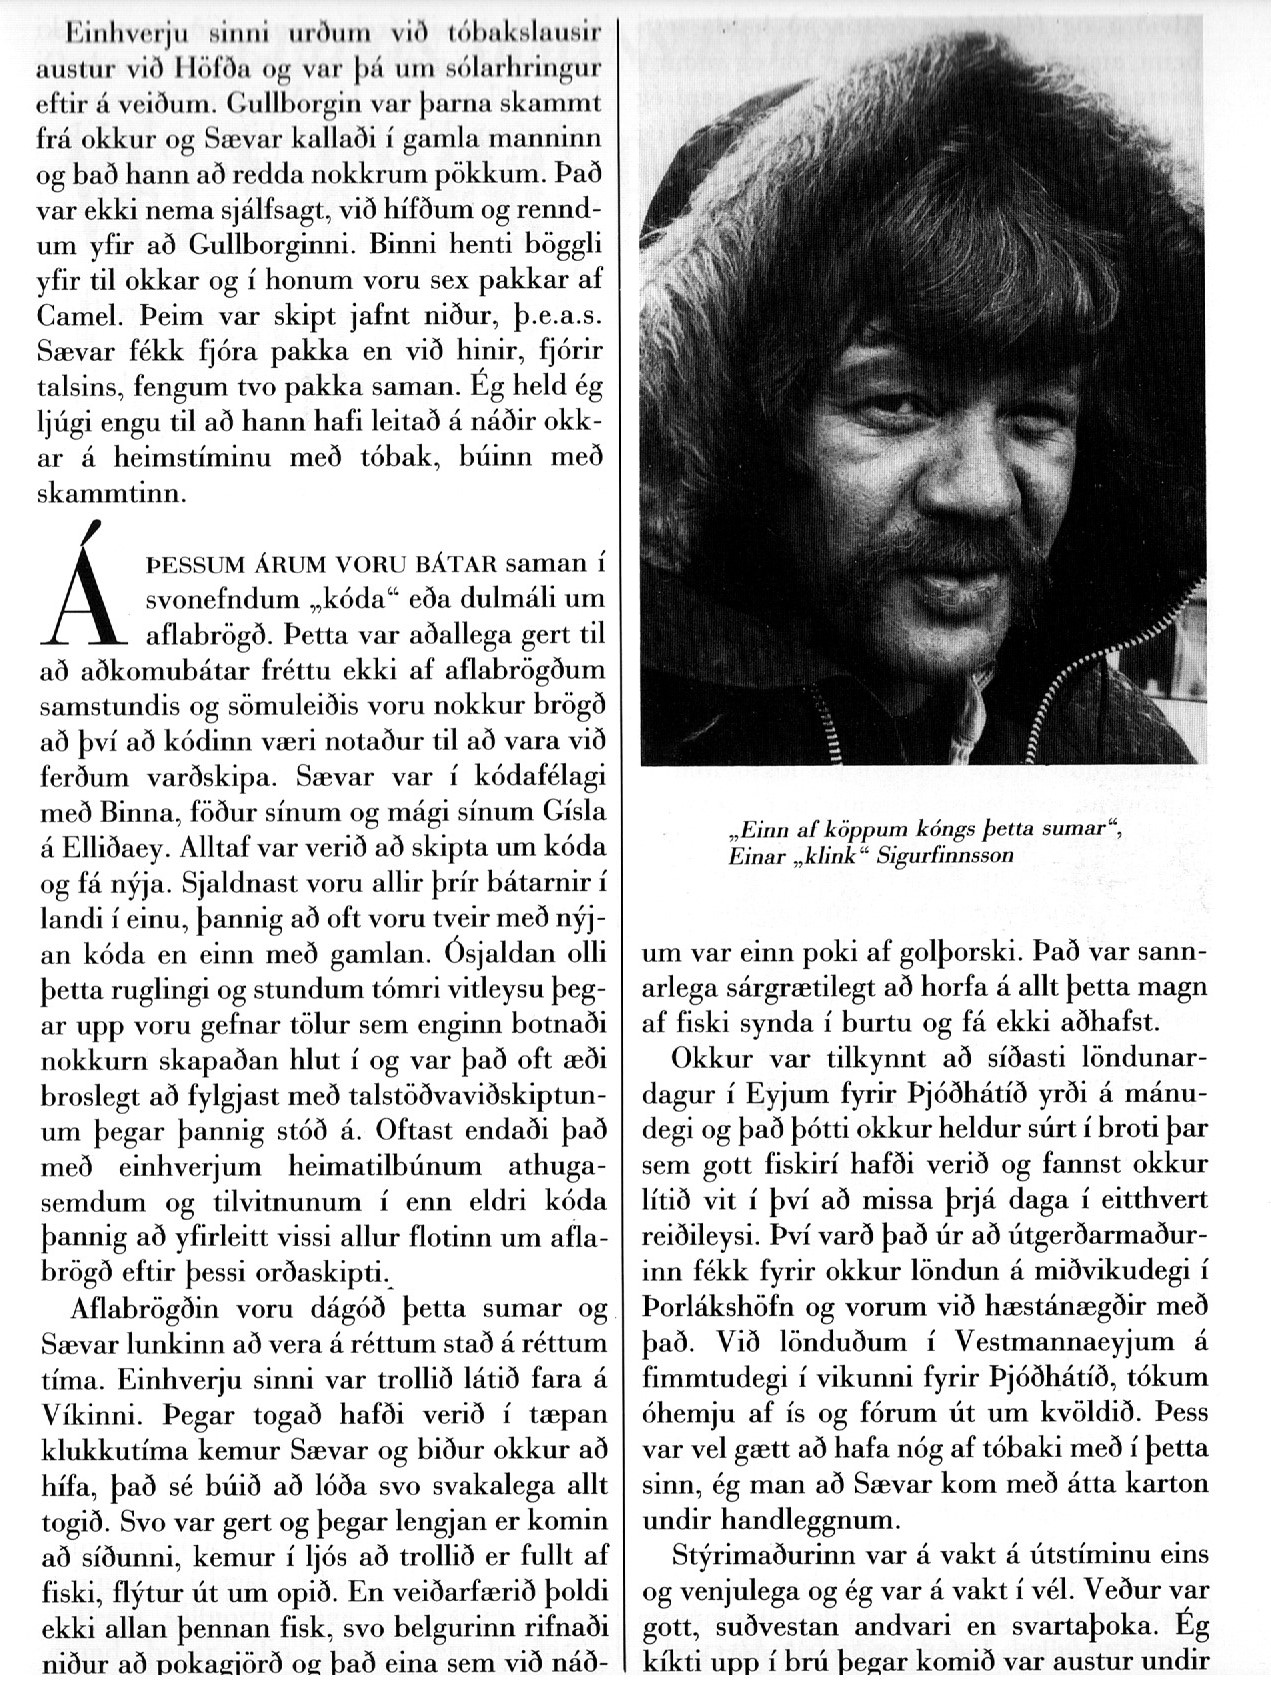 Einhverju sinni urðum við tóbakslausir
austur við Höfða og var þá um sólarhringur
eftir á veiðum. Gullborgin var þarna skammt
frá okkur og Sævar kallaði í gamla manninn
og bað hann að redda nokkrum pökkum. Það
var ekki nema sjálfsagt, við hífðum og rennd-
um yfir að Gullborginni. Binni henti böggli
yfir til okkar og í honum voru sex pakkar af
Camel. Þeim var skipt jafnt niður, þ.e.a.s.
Sævar fékk fjóra pakka en við hinir, fjórir
talsins, fengum tvo pakka saman. Ég held ég
ljúgi engu til að hann hafi leitað á náðir okk-
ar á heimstíminu með tóbak, búinn með
skammtinn.
Á ÞESSUM ÁRUM VORU BÁTAR saman í
svonefndum „kóda“ eða dulmáli um
aflabrögð. Þetta var aðallega gert til
að aðkomubátar fréttu ekki af aflabrögðum
samstundis og sömuleiðis voru nokkur brögð
að því að kódinn væri notaður til að vara við
ferðum varðskipa. Sævar var í kódafélagi
með Binna, föður sínum og mági sínum Gísla
á Elliðaey. Alltaf var verið að skipta um kóda
og fá nýja. Sjaldnast voru allir þrír bátarnir í
landi í einu, þannig að oft voru tveir með nýj-
an kóda en einn með gamlan. Ósjaldan olli
þetta ruglingi og stundum tómri vitleysu þeg-
ar upp voru gefnar tölur sem enginn botnaði
nokkurn skapaðan hlut í og var það oft æði
broslegt að fylgjast með talstöðvaviðskiptun-
um þegar þannig stóð á. Oftast endaði það
með einhverjum heimatilbúnum athuga-
semdum og tilvitnunum í enn eldri kóda
þannig að yfirleitt vissi allur flotinn um afla-
brögð eftir þessi orðaskipti.
Aflabrögðin voru dágóð þetta sumar og
Sævar lunkinn að vera á réttum stað á réttum
tíma. Einhverju sinni var trollið látið fara á
Víkinni. Þegar togað hafði verið í tæpan
klukkutíma kemur Sævar og biður okkur að
hífa, það sé búið að lóða svo svakalega allt
togið. Svo var gert og þegar lengjan er komin
að síðunni, kemur í ljós að trollið er fullt af
fiski, flýtur út um opið. En veiðarfærið þoldi
ekki allan þennan fisk, svo belgurinn rifnaði
niður að pokagjörð og það eina sem við náð-
„Einn af köppum kóngs þetta sumar“,
Einar „klink“ Sigurfinnsson
um var einn poki af golþorski. Það var sann-
arlega sárgrætilegt að horfa á allt þetta magn
af fiski synda í burtu og fá ekki aðhafst.
Okkur var tilkynnt að síðasti löndunar-
dagur í Eyjum fyrir Þjóðhátíð yrði á mánu-
degi og það þótti okkur heldur súrt í broti þar
sem gott fiskirí hafði verið og fannst okkur
lítið vit í því að missa þrjá daga í eitthvert
reiðileysi. Því varð það úr að útgerðarmaður-
inn fékk fyrir okkur löndun á miðvikudegi í
Þorlákshöfn og vorum við hæstánægðir með
það. Við lönduðum í Vestmannaeyjum á
fimmtudegi í vikunni fyrir Þjóðhátíð, tókum
óhemju af ís og fórum út um kvöldið. Þess
var vel gætt að hafa nóg af tóbaki með í þetta
sinn, ég man að Sævar kom með átta karton
undir handleggnum.
Stýrimaðurinn var á vakt á útstíminu eins
og venjulega og ég var á vakt í vél. Veður var
gott, suðvestan andvari en svartaþoka. Ég
kíkti upp í brú þegar komið var austur undir